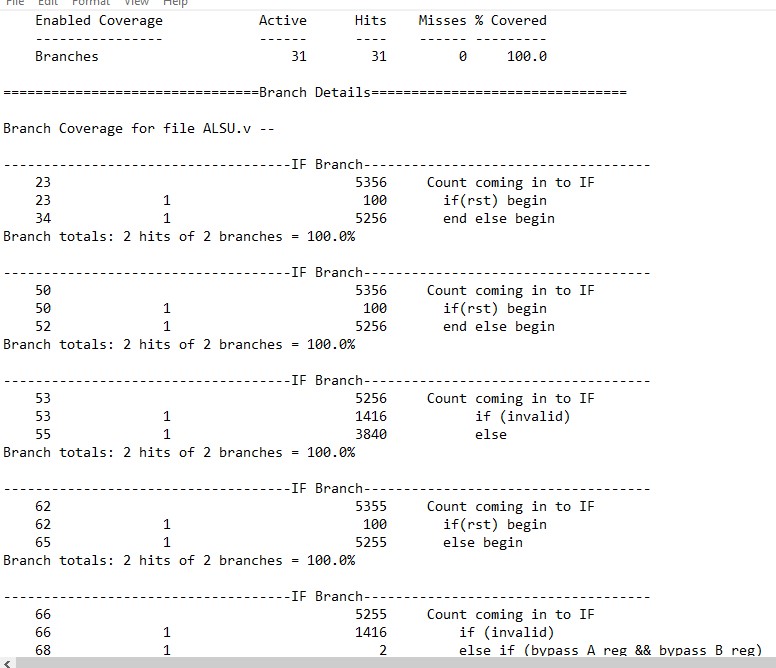 File Edit Format View Help
Enabled Coverage Active Hits Misses % Covered
---------------- ------ ---- ------ ---------
Branches 31 31 0 100.0
================================Branch Details================================
Branch Coverage for file ALSU.v --
------------------------------------IF Branch------------------------------------
23 5356 Count coming in to IF
23 1 100 if(rst) begin
34 1 5256 end else begin
Branch totals: 2 hits of 2 branches = 100.0%
------------------------------------IF Branch------------------------------------
50 5356 Count coming in to IF
50 1 100 if(rst) begin
52 1 5256 end else begin
Branch totals: 2 hits of 2 branches = 100.0%
------------------------------------IF Branch------------------------------------
53 5256 Count coming in to IF
53 1 1416 if (invalid)
55 1 3840 else
Branch totals: 2 hits of 2 branches = 100.0%
------------------------------------IF Branch------------------------------------
62 5355 Count coming in to IF
62 1 100 if(rst) begin
65 1 5255 else begin
Branch totals: 2 hits of 2 branches = 100.0%
------------------------------------IF Branch------------------------------------
66 5255 Count coming in to IF
66 1 1416 if (invalid)
68 1 2 else if (bypass_A_reg && bypass_B_reg)